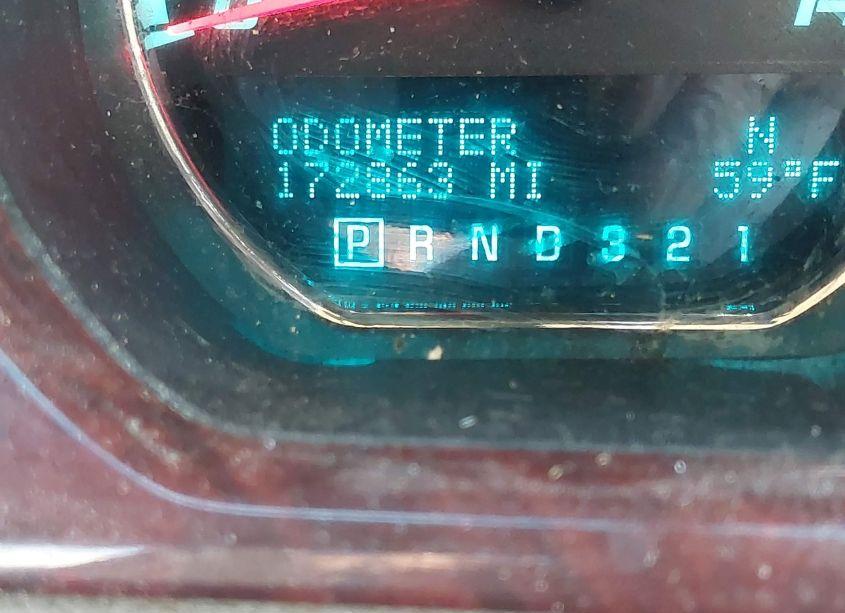 ODOMETER N
172863 MI 59°F
P R N D 3 2 1